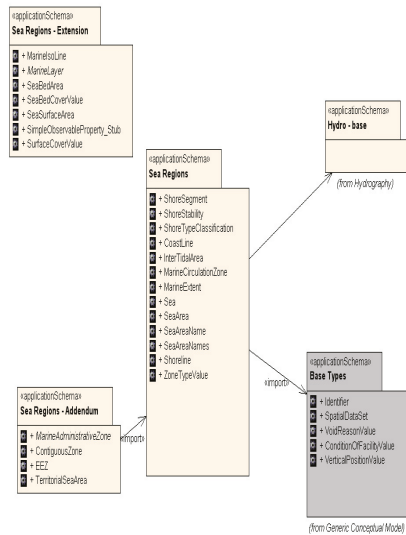 «applicationSchema»
Sea Regions - Extension
+ MarineIsoLine
+ MarineLayer
+ SeaBedArea
+ SeaBedCoverValue
+ SeaSurfaceArea
+ SimpleObservableProperty_Stub
+ SurfaceCoverValue
«applicationSchema»
Hydro - base
(from Hydrography)
«applicationSchema»
Sea Regions
+ ShoreSegment
+ ShoreStability
+ ShoreTypeClassification
+ CoastLine
+ InterTidalArea
+ MarineCirculationZone
+ MarineExtent
+ Sea
+ SeaArea
+ SeaAreaName
+ SeaAreaNames
+ Shoreline
+ ZoneTypeValue
«import»
«applicationSchema»
Base Types
+ Identifier
+ SpatialDataSet
+ VoidReasonValue
+ ConditionOfFacilityValue
+ VerticalPositionValue
(from Generic Conceptual Model)
«applicationSchema»
Sea Regions - Addendum
+ MarineAdministrativeZone
+ ContiguousZone
+ EEZ
+ TerritorialSeaArea
«import»